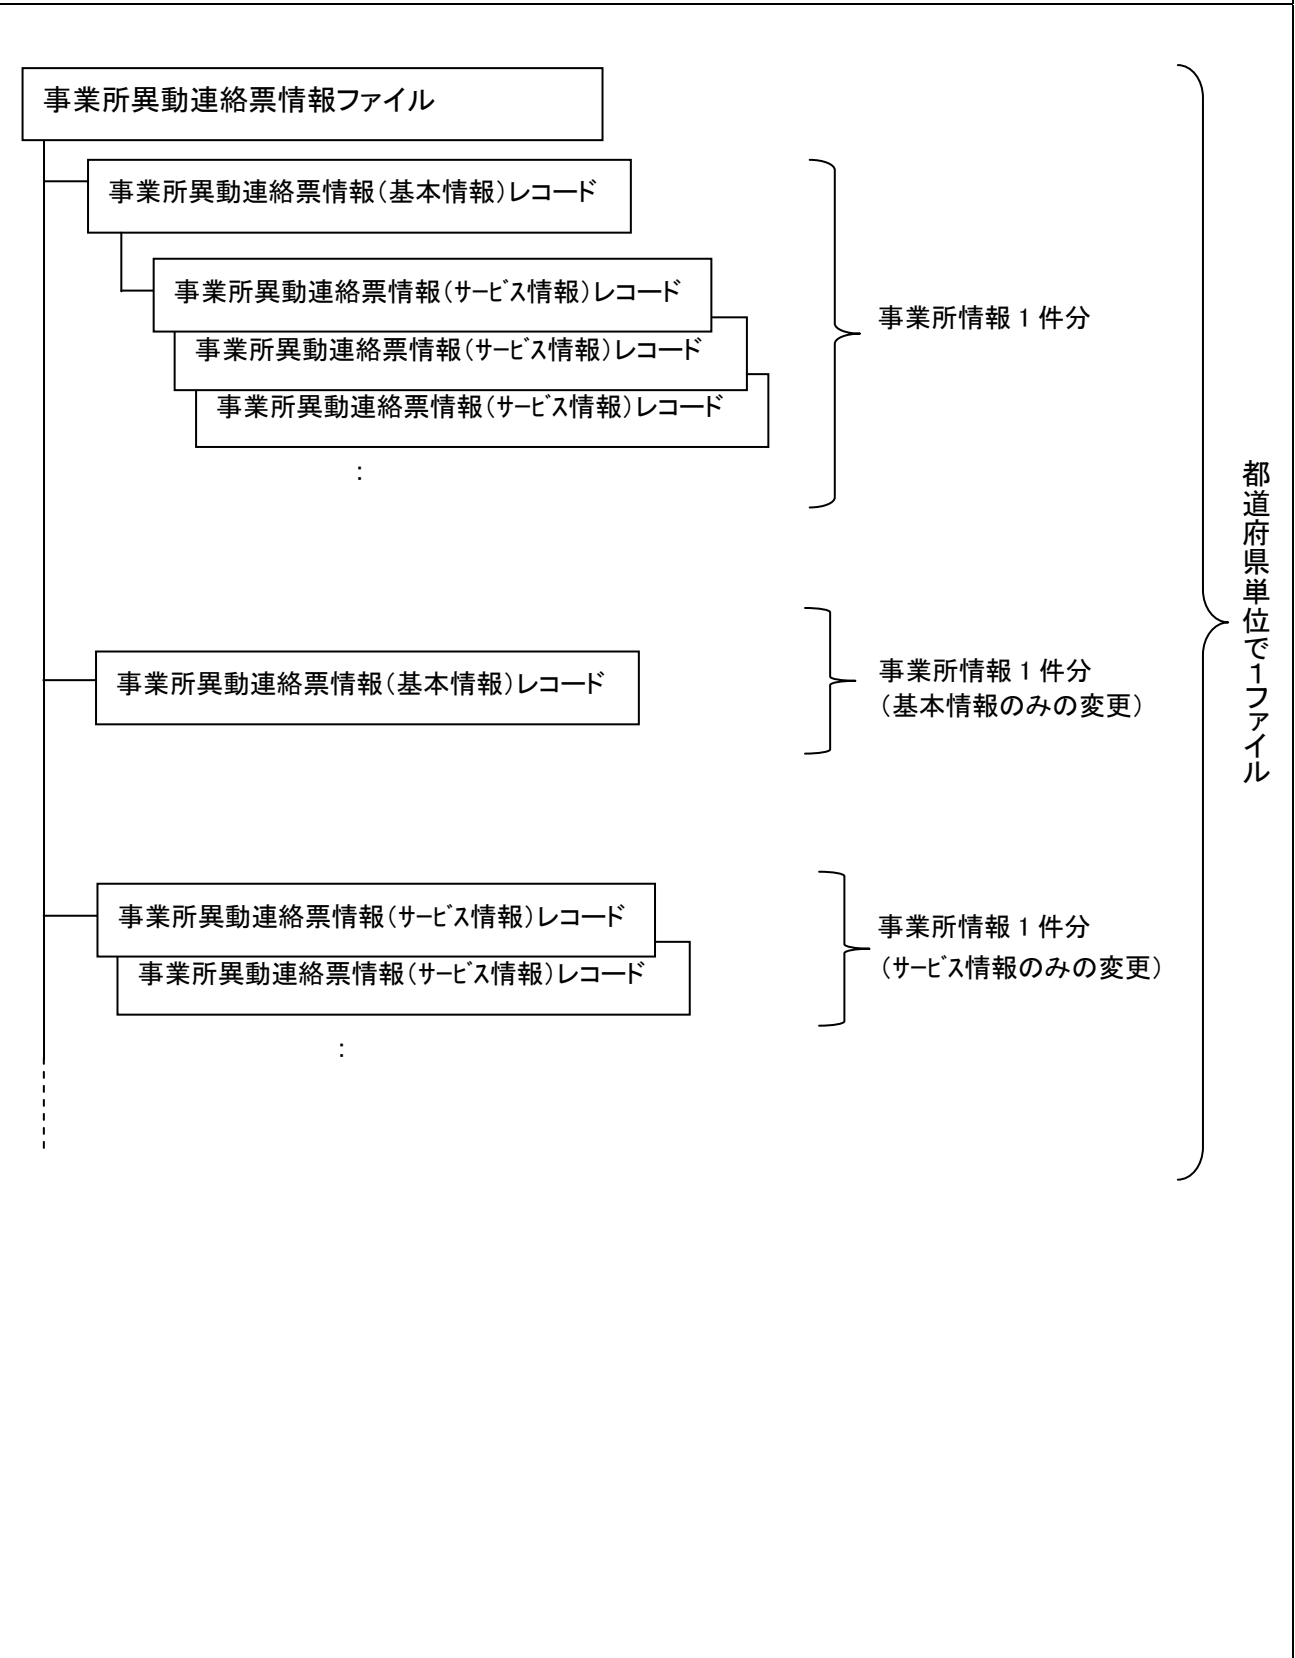 事業所異動連絡票情報ファイル
事業所異動連絡票情報（基本情報）レコード
事業所異動連絡票情報（ｻｰﾋﾞｽ情報）レコード
事業所異動連絡票情報（ｻｰﾋﾞｽ情報）レコード
事業所異動連絡票情報（ｻｰﾋﾞｽ情報）レコード
：
事業所情報 1 件分
事業所異動連絡票情報（基本情報）レコード
事業所情報 1 件分
（基本情報のみの変更）
事業所異動連絡票情報（ｻｰﾋﾞｽ情報）レコード
事業所異動連絡票情報（ｻｰﾋﾞｽ情報）レコード
：
事業所情報 1 件分
（ｻｰﾋﾞｽ情報のみの変更）
都道府県単位で１ファイル